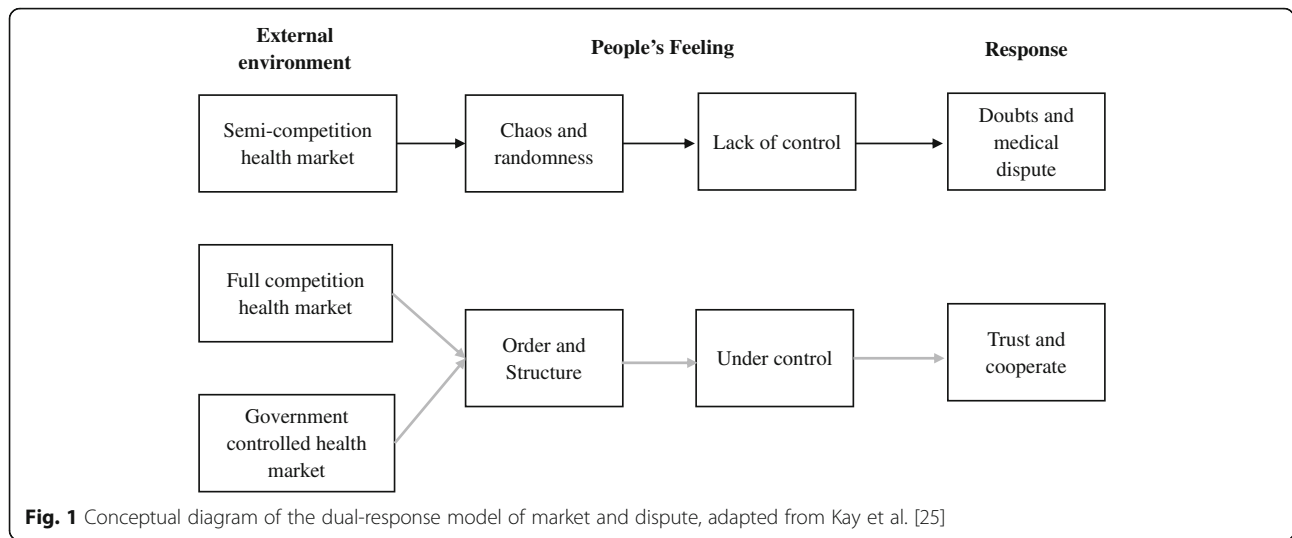 External
environment
People's Feeling
Response
Semi-competition
health market
Chaos and
randomness
Lack of control
Doubts and
medical
dispute
Full competition
health market
Order and
Structure
Under control
Trust and
cooperate
Government
controlled health
market
Fig. 1 Conceptual diagram of the dual-response model of market and dispute, adapted from Kay et al. [25]